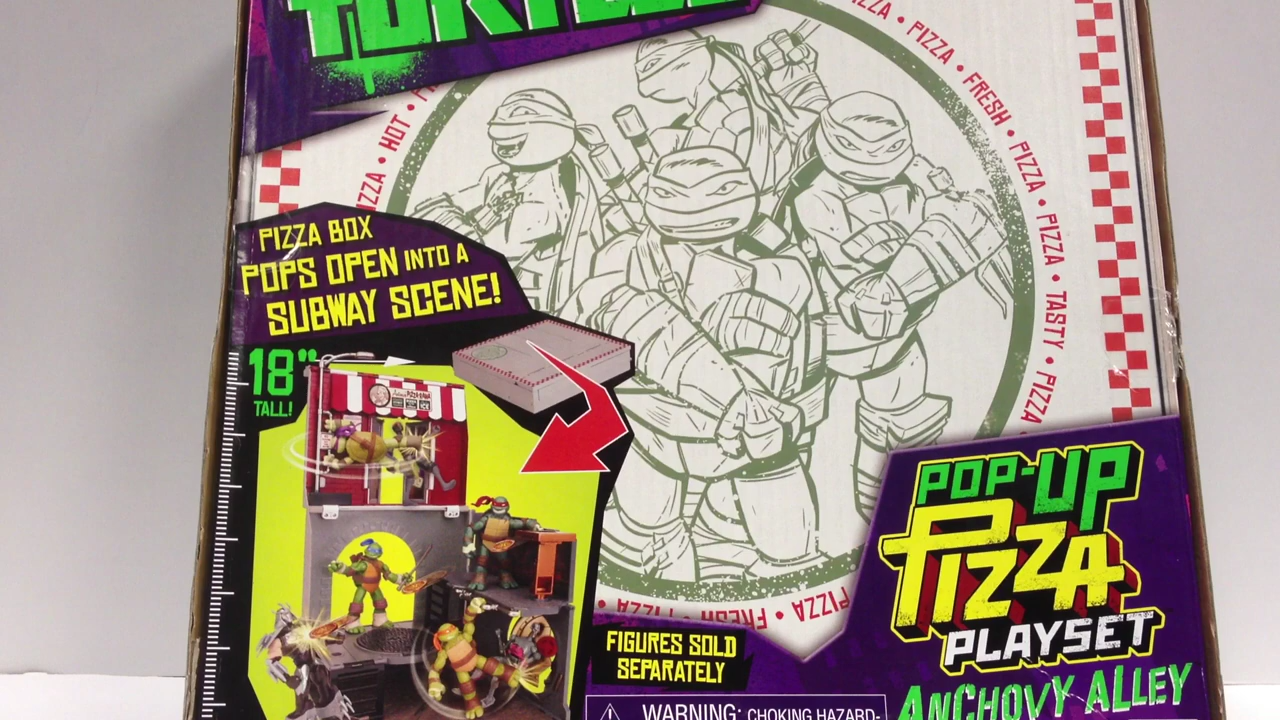 TURTLES
PIZZA • HOT •
PIZZA • PIZZA • FRESH • PIZZA • PIZZA • TASTY • PIZZA
PIZZA BOX
POPS OPEN INTO A
SUBWAY SCENE!
18"
TALL!
PIZZA • FRESH • PIZZA •
POP-UP
PIZZA
PLAYSET
ANCHOVY ALLEY
FIGURES SOLD
SEPARATELY
WARNING: CHOKING HAZARD-